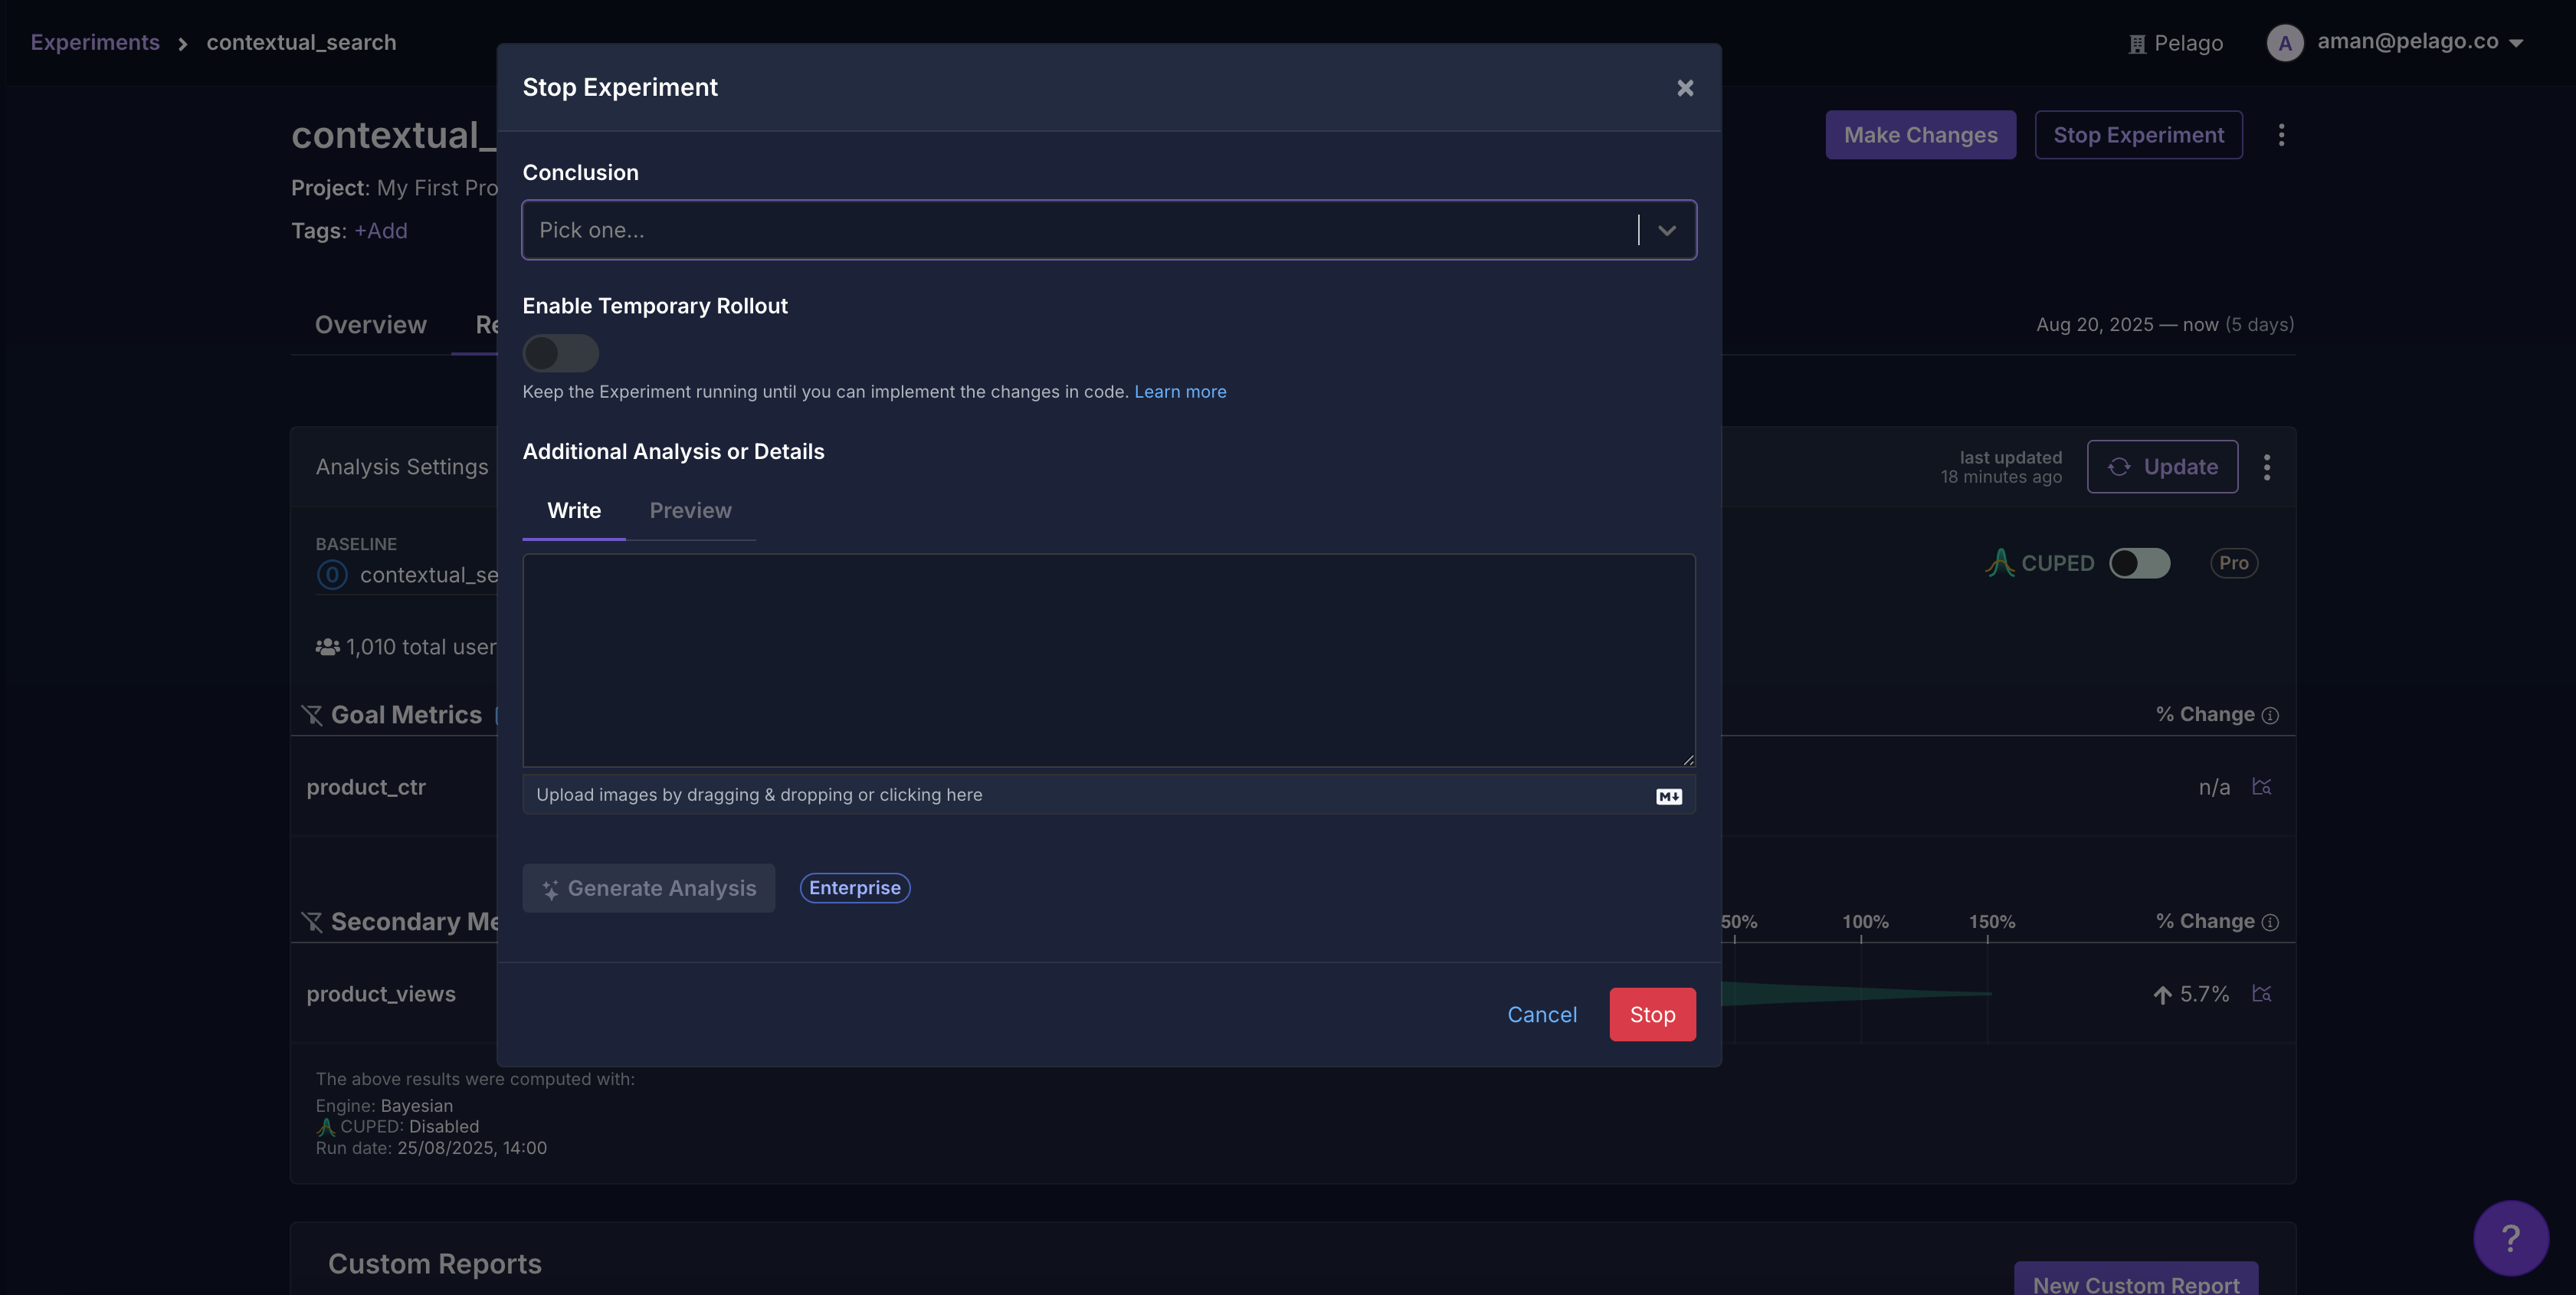 Experiments > contextual_search
Pelago
A aman@pelago.co
contextual_
Make Changes
Stop Experiment
Project: My First Pro
Tags: +Add
Overview
Re
Aug 20, 2025 — now (5 days)
Stop Experiment
Conclusion
Pick one...
Enable Temporary Rollout
Keep the Experiment running until you can implement the changes in code. Learn more
Additional Analysis or Details
Write
Preview
Upload images by dragging & dropping or clicking here
M
Generate Analysis
Enterprise
Cancel
Stop
Analysis Settings
last updated
18 minutes ago
Update
BASELINE
0 contextual_se
CUPED
Pro
1,010 total user
Goal Metrics
% Change
product_ctr
n/a
Secondary Me
50% 100% 150%
% Change
product_views
5.7%
The above results were computed with:
Engine: Bayesian
CUPED: Disabled
Run date: 25/08/2025, 14:00
Custom Reports
New Custom Report
?